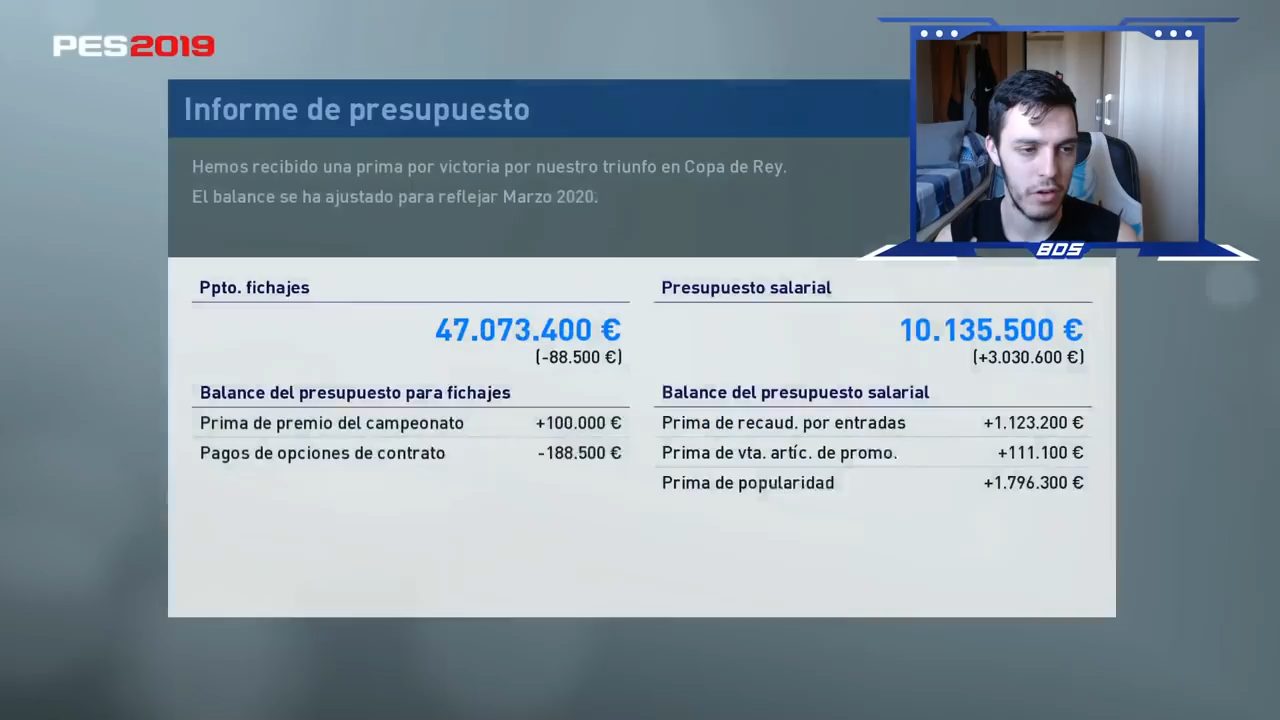 PES2019
Informe de presupuesto
Hemos recibido una prima por victoria por nuestro triunfo en Copa de Rey.
El balance se ha ajustado para reflejar Marzo 2020.
BDS
Ppto. fichajes
47.073.400 €
(-88.500 €)
Balance del presupuesto para fichajes
Prima de premio del campeonato +100.000 €
Pagos de opciones de contrato -188.500 €
Presupuesto salarial
10.135.500 €
(+3.030.600 €)
Balance del presupuesto salarial
Prima de recaud. por entradas +1.123.200 €
Prima de vta. artíc. de promo. +111.100 €
Prima de popularidad +1.796.300 €